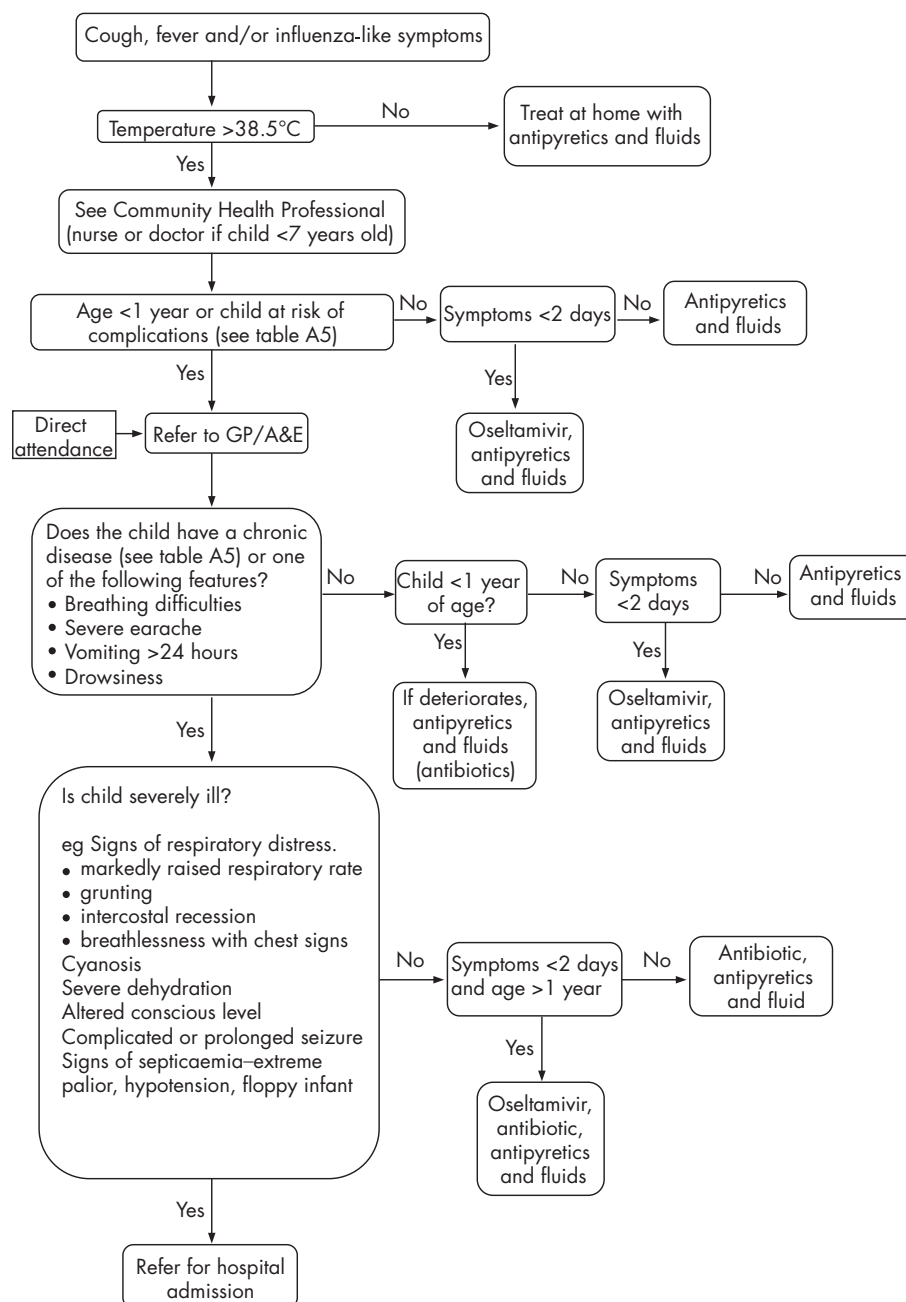 Cough, fever and/or influenza-like symptoms
Temperature >38.5°C
No
Treat at home with
antipyretics and fluids
Yes
See Community Health Professional
(nurse or doctor if child <7 years old)
Age <1 year or child at risk of
complications (see table A5)
No
Symptoms <2 days
No
Antipyretics
and fluids
Yes
Yes
Oseltamivir,
antipyretics
and fluids
Direct
attendance
Refer to GP/A&E
Does the child have a chronic
disease (see table A5) or one
of the following features?
• Breathing difficulties
• Severe earache
• Vomiting >24 hours
• Drowsiness
No
Child <1 year
of age?
No
Symptoms
<2 days
No
Antipyretics
and fluids
Yes
Yes
If deteriorates,
antipyretics
and fluids
(antibiotics)
Oseltamivir,
antipyretics
and fluids
Yes
Is child severely ill?
eg Signs of respiratory distress.
• markedly raised respiratory rate
• grunting
• intercostal recession
• breathlessness with chest signs
Cyanosis
Severe dehydration
Altered conscious level
Complicated or prolonged seizure
Signs of septicaemia–extreme
palior, hypotension, floppy infant
No
Symptoms <2 days
and age >1 year
No
Antibiotic,
antipyretics
and fluid
Yes
Oseltamivir,
antibiotic,
antipyretics
and fluids
Yes
Refer for hospital
admission